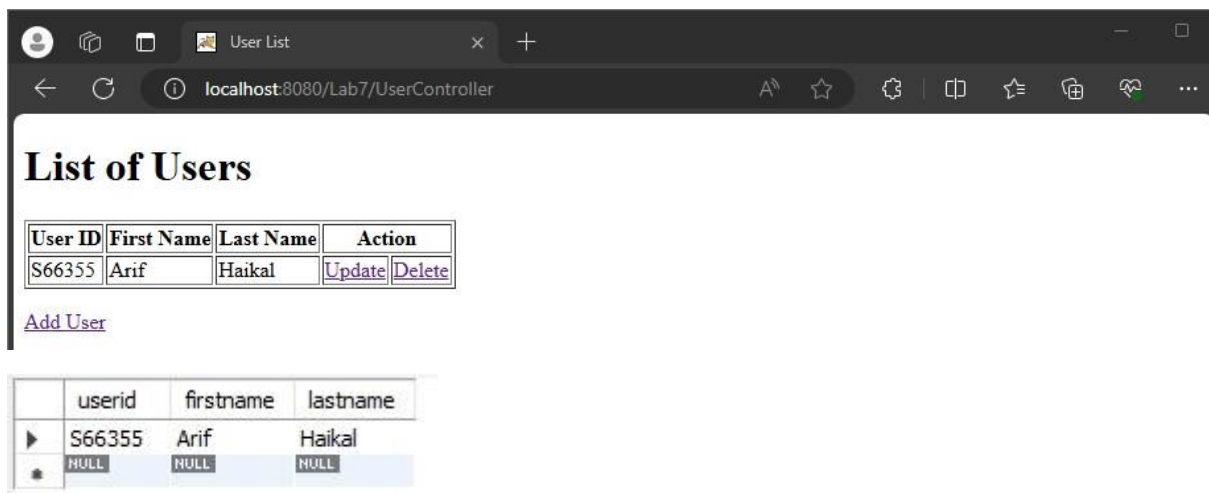 User List
localhost:8080/Lab7/UserController
List of Users
User ID First Name Last Name Action
S66355 Arif Haikal Update Delete
Add User
userid firstname lastname
S66355 Arif Haikal
NULL NULL NULL